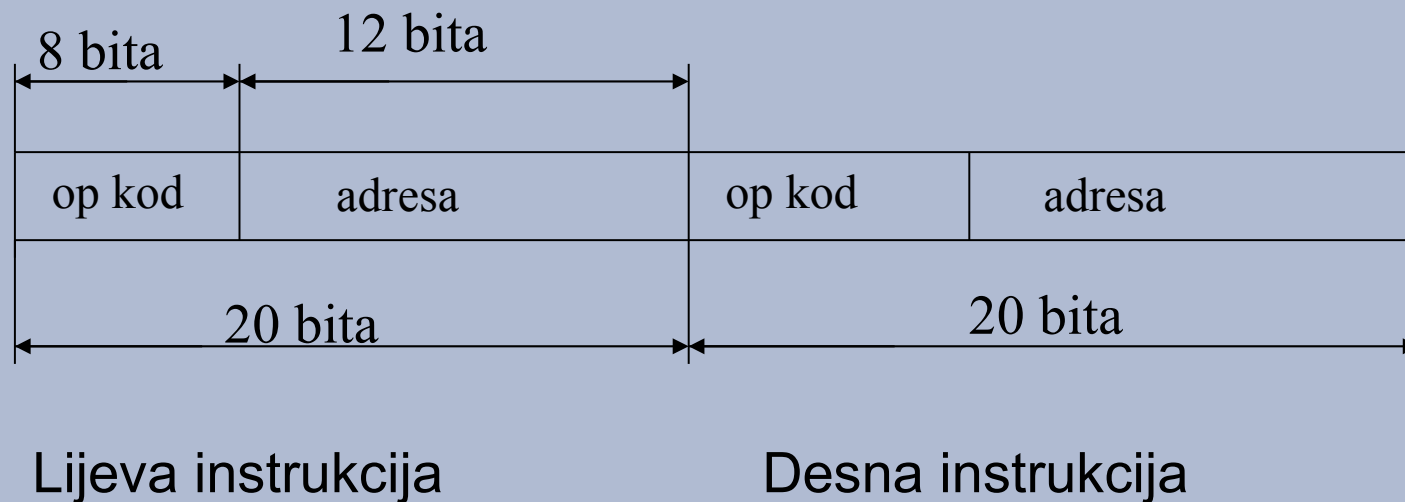 8 bita
12 bita
op kod
adresa
op kod
adresa
20 bita
20 bita
Lijeva instrukcija
Desna instrukcija